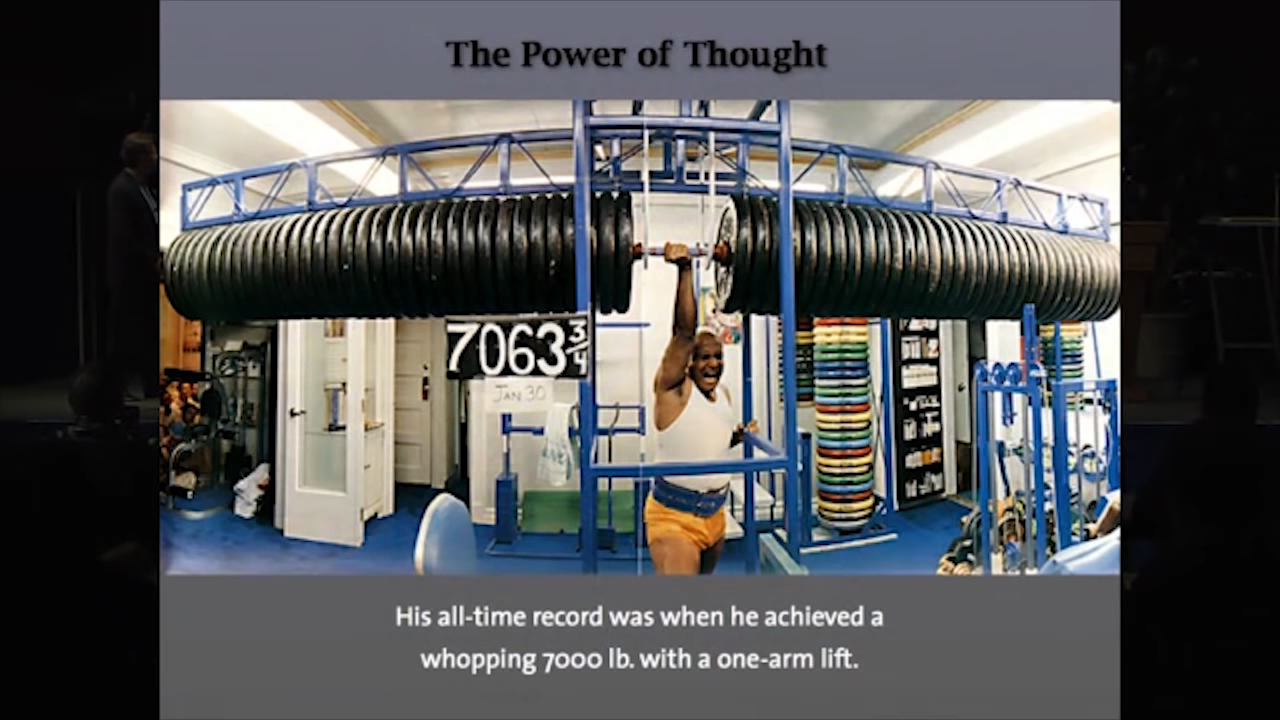 The Power of Thought
7063 3/4
JAN 30
His all-time record was when he achieved a
whopping 7000 lb. with a one-arm lift.